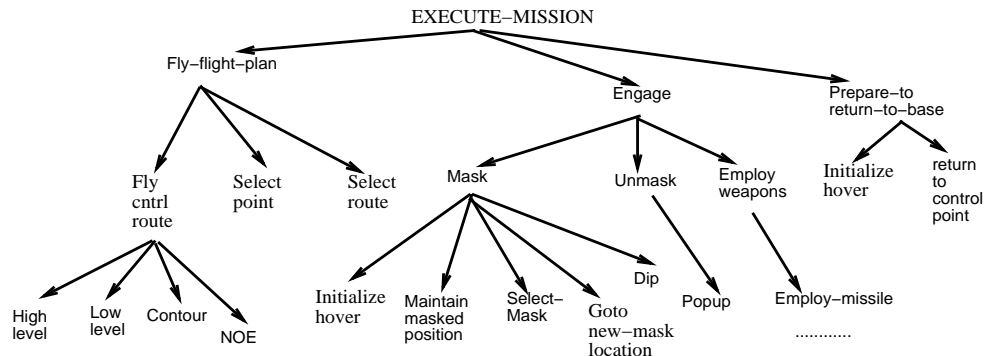 EXECUTE−MISSION
Fly−flight−plan
Engage
Prepare−to
return−to−base
Fly
cntrl
route
Select
point
Select
route
Mask
Unmask
Employ
weapons
Initialize
hover
return
to
control
point
High
level
Low
level
Contour
NOE
Initialize
hover
Maintain
masked
position
Select−
Mask
Goto
new−mask
location
Dip
Popup
Employ−missile
............